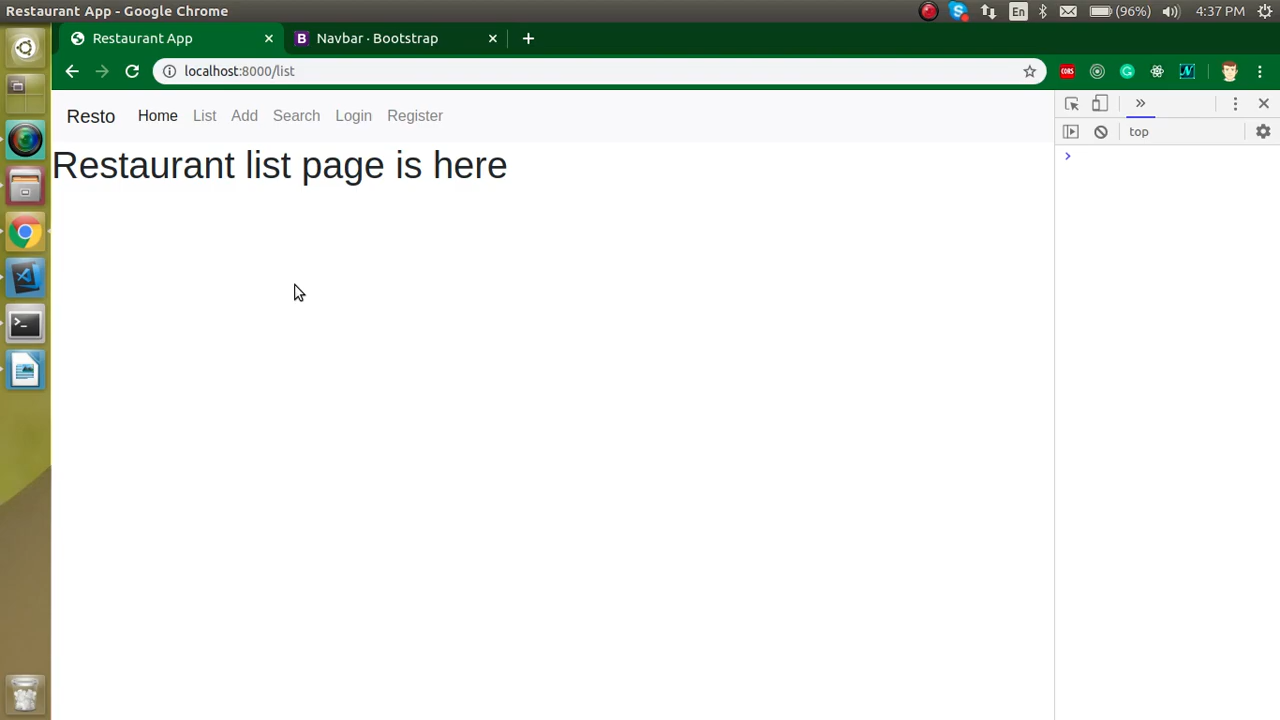 Restaurant App - Google Chrome
En (96%) 4:37 PM
Restaurant App
Navbar · Bootstrap
localhost:8000/list
CORS
Resto Home List Add Search Login Register
top
Restaurant list page is here